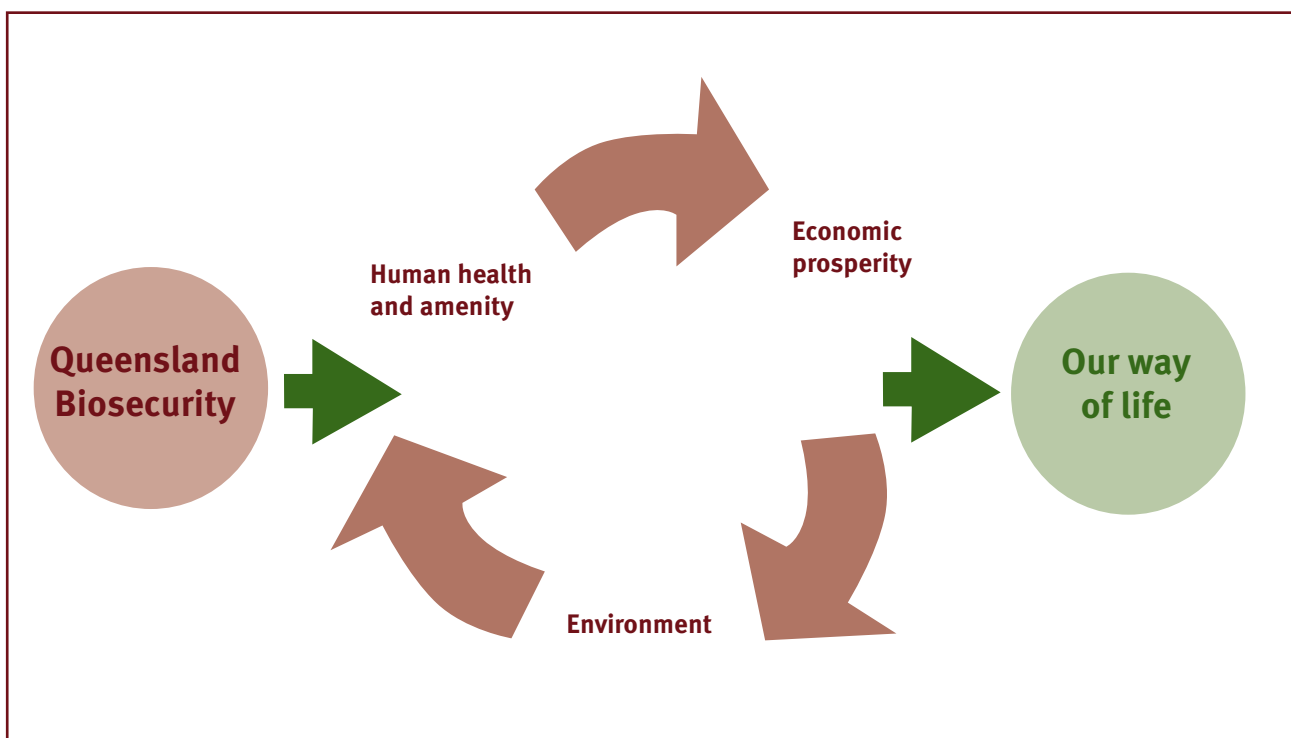 Queensland
Biosecurity
Human health
and amenity
Economic
prosperity
Environment
Our way
of life